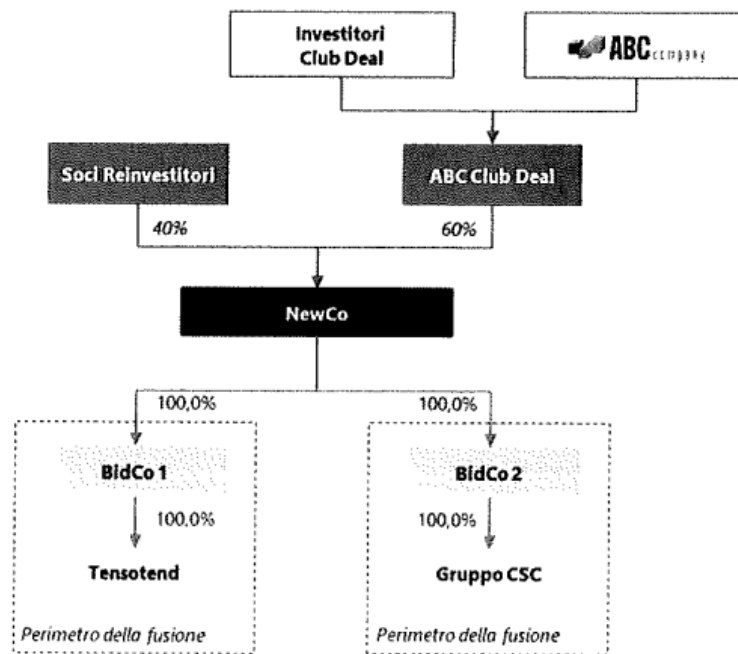 Investitori
Club Deal
ABC company
Soci Reinvestitori
ABC Club Deal
40%
60%
NewCo
100,0%
100,0%
BidCo 1
BidCo 2
100,0%
100,0%
Tensotend
Gruppo CSC
Perimetro della fusione
Perimetro della fusione